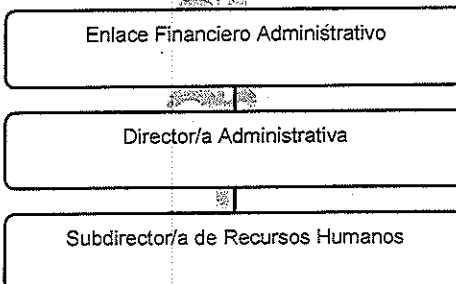 Enlace Financiero Administrativo
Director/a Administrativa
Subdirector/a de Recursos Humanos